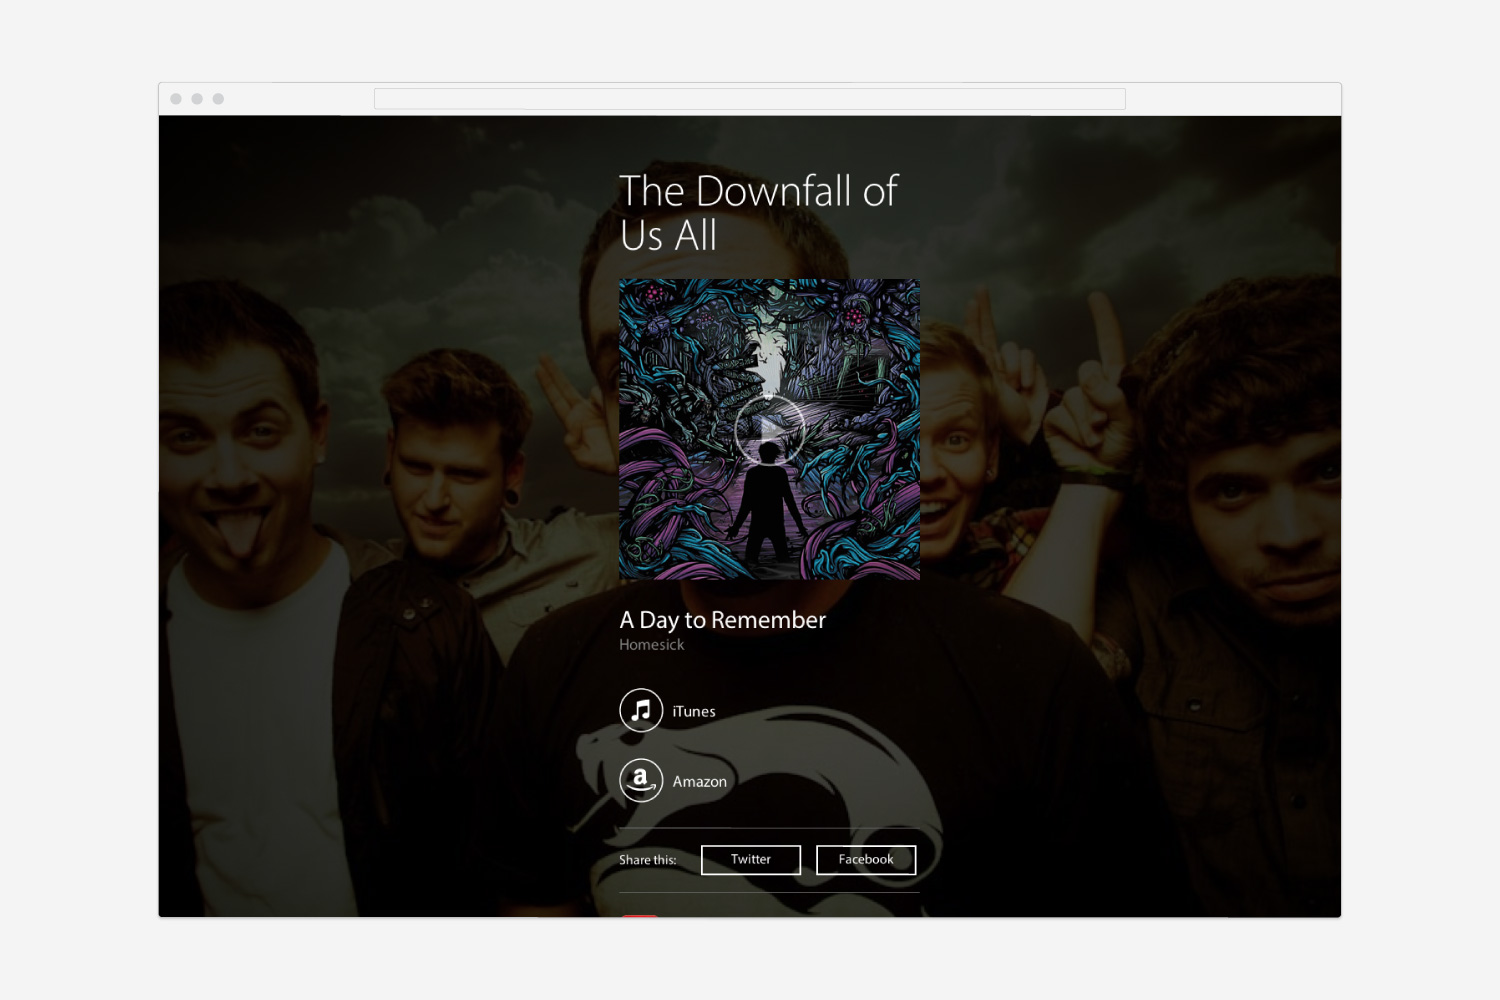 The Downfall of
Us All
A Day to Remember
Homesick
iTunes
a
Amazon
Share this:
Twitter
Facebook